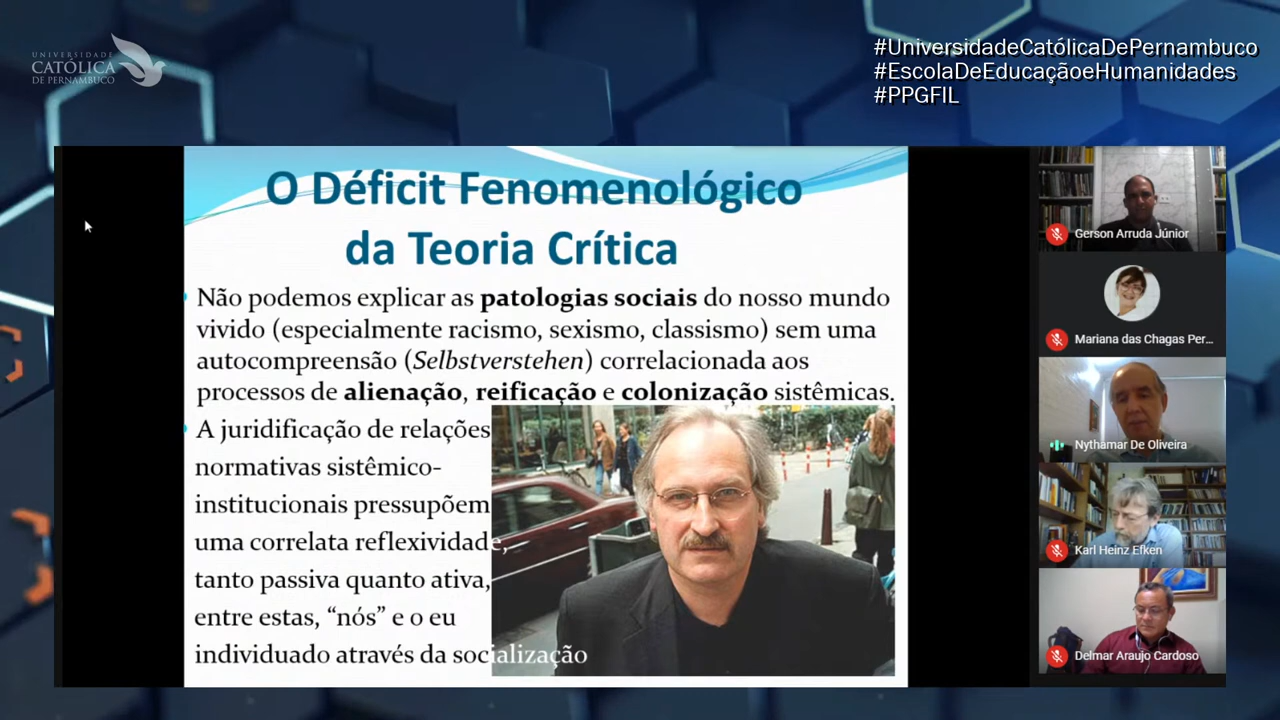 UNIVERSIDADE
CATÓLICA
DE PERNAMBUCO
#UniversidadeCatólicaDePernambuco
#EscolaDeEducaçãoeHumanidades
#PPGFIL
O Déficit Fenomenológico
da Teoria Crítica
Não podemos explicar as patologias sociais do nosso mundo
vivido (especialmente racismo, sexismo, classismo) sem uma
autocompreensão (Selbstverstehen) correlacionada aos
processos de alienação, reificação e colonização sistêmicas.
A juridificação de relações
normativas sistêmico-
institucionais pressupõem
uma correlata reflexividade,
tanto passiva quanto ativa,
entre estas, “nós” e o eu
individuado através da socialização
Gerson Arruda Júnior
Mariana das Chagas Per...
Nythamar De Oliveira
Karl Heinz Efken
Delmar Araujo Cardoso